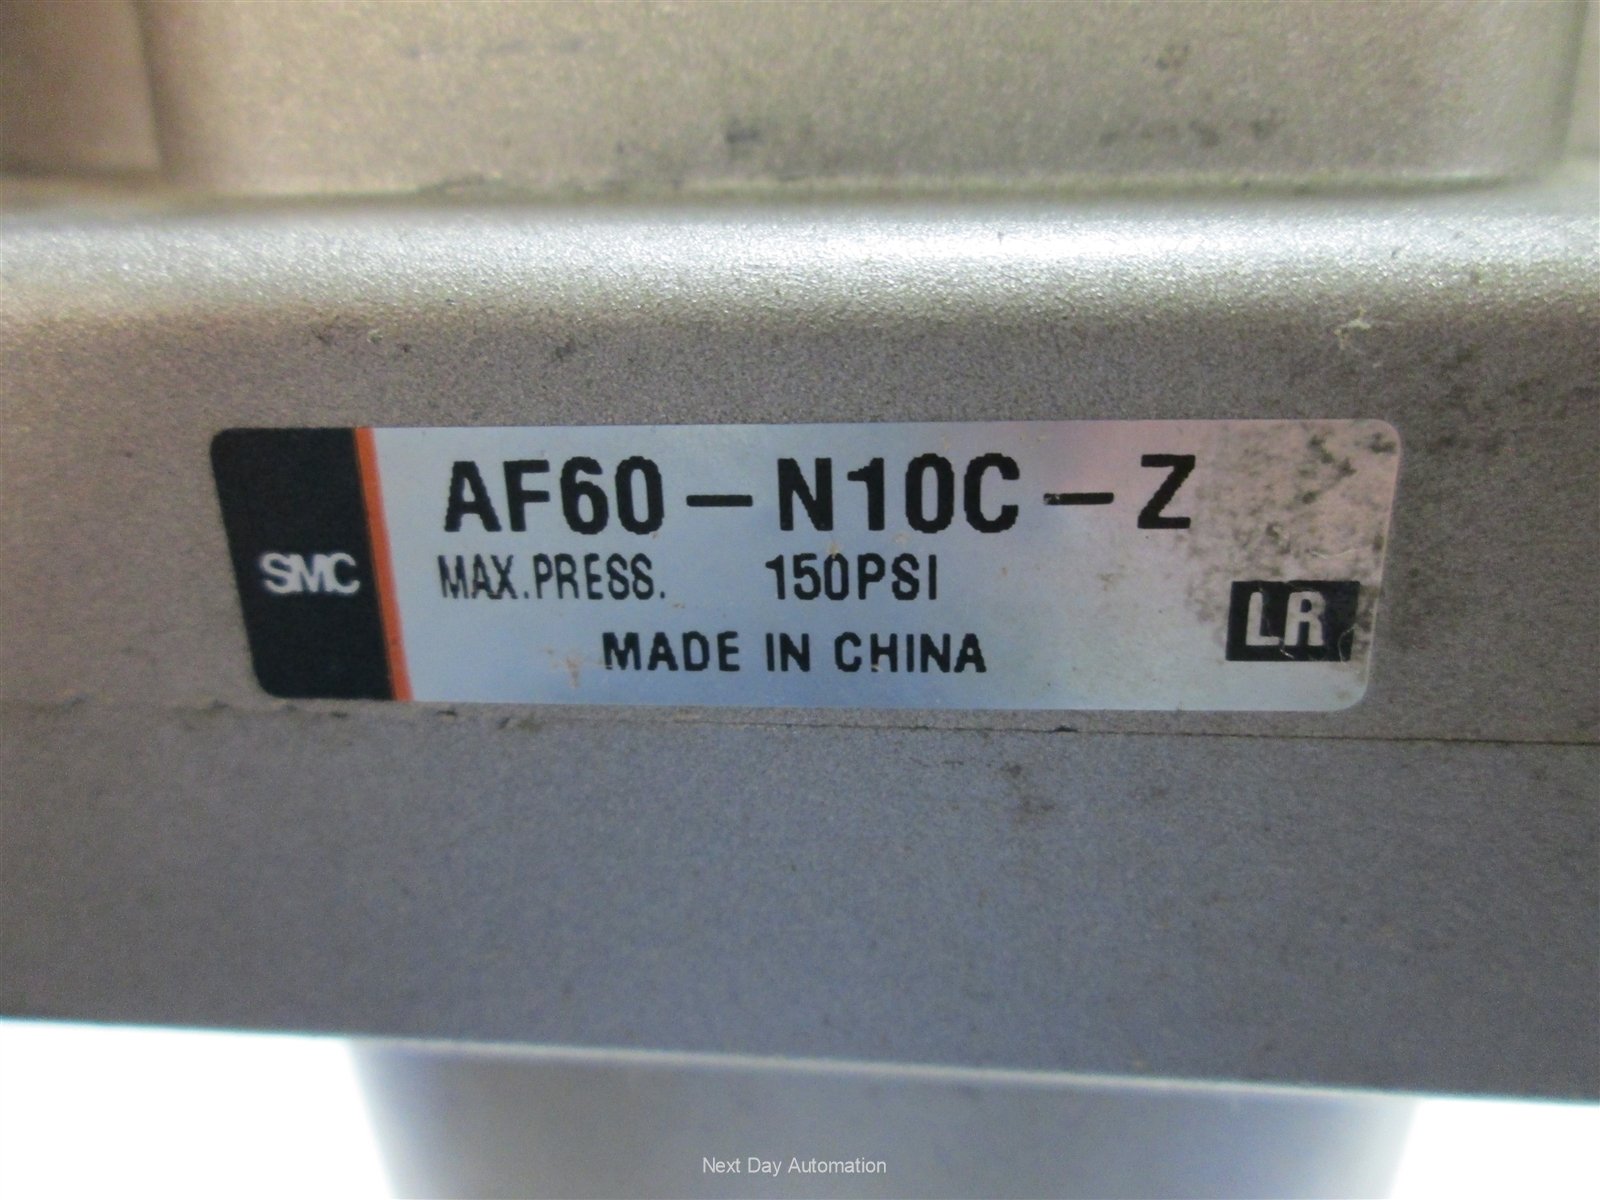 SMC
AF60-N10C-Z
MAX.PRESS. 150PSI
LR
MADE IN CHINA
Next Day Automation